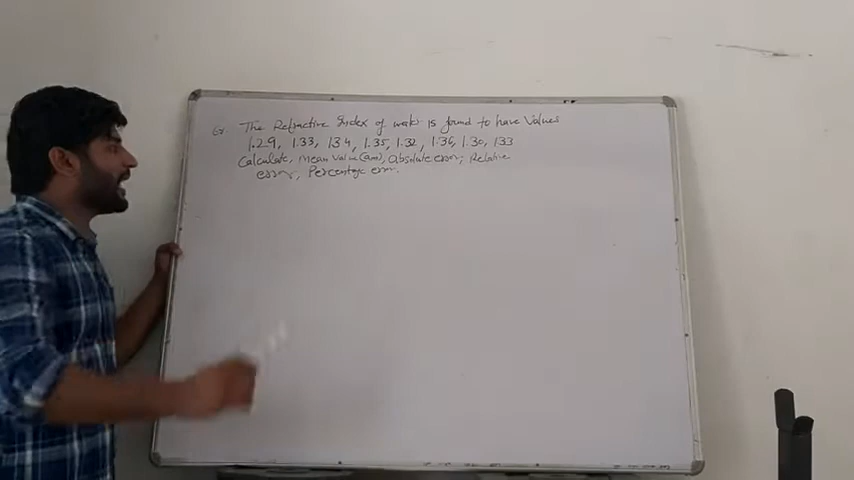 Ex. The Refractive Index of water is found to have Values
1.29, 1.33, 1.34, 1.35, 1.32, 1.36, 1.30, 1.33
Calculate, Mean value (am), Absolute error, Relative
error, Percentage error.